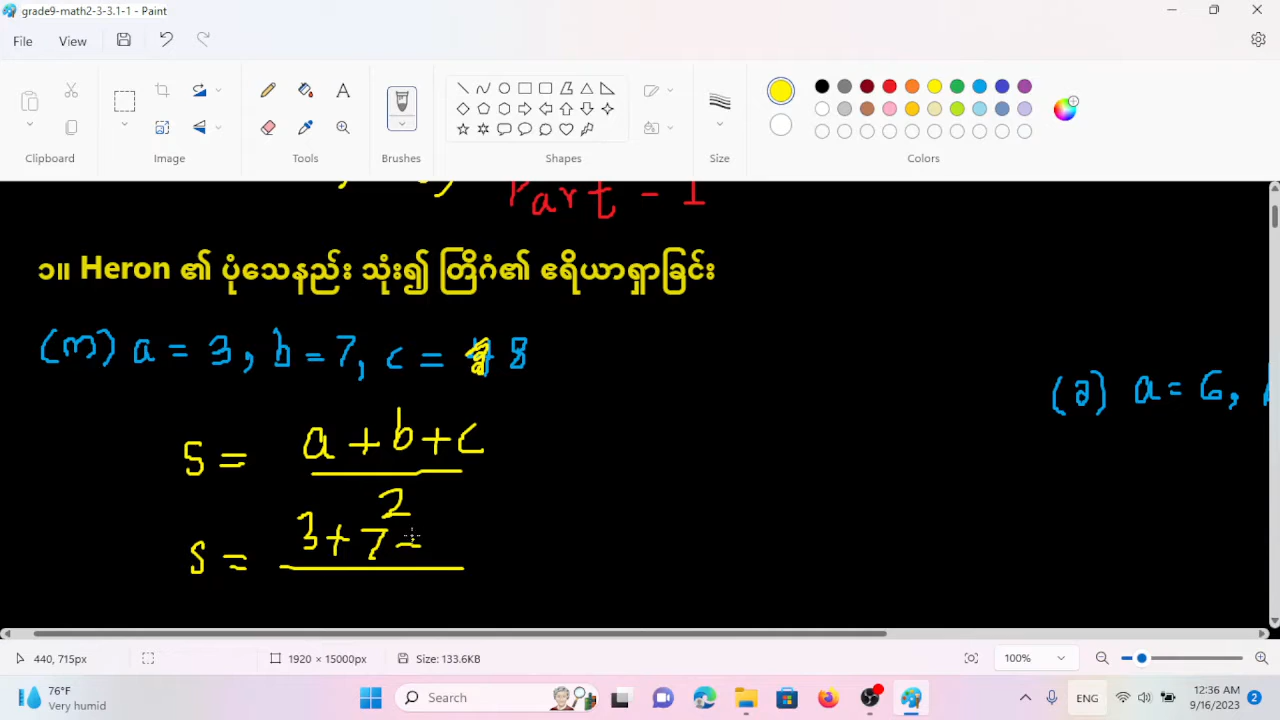 grade9-math2-3-3.1-1 - Paint
File View
Clipboard Image Tools Brushes Shapes Size Colors
Part - 1
၁။ Heron ၏ ပုံသေနည်း သုံး၍ တြိဂံ၏ ဧရိယာရှာခြင်း
(က) a = 3, b = 7, c = 8
(ခ) a = 6,
s = a + b + c
2
s = 3 + 7
440, 715px
1920 × 15000px
Size: 133.6KB
100%
76°F
Very humid
Search
ENG
12:36 AM
9/16/2023
2